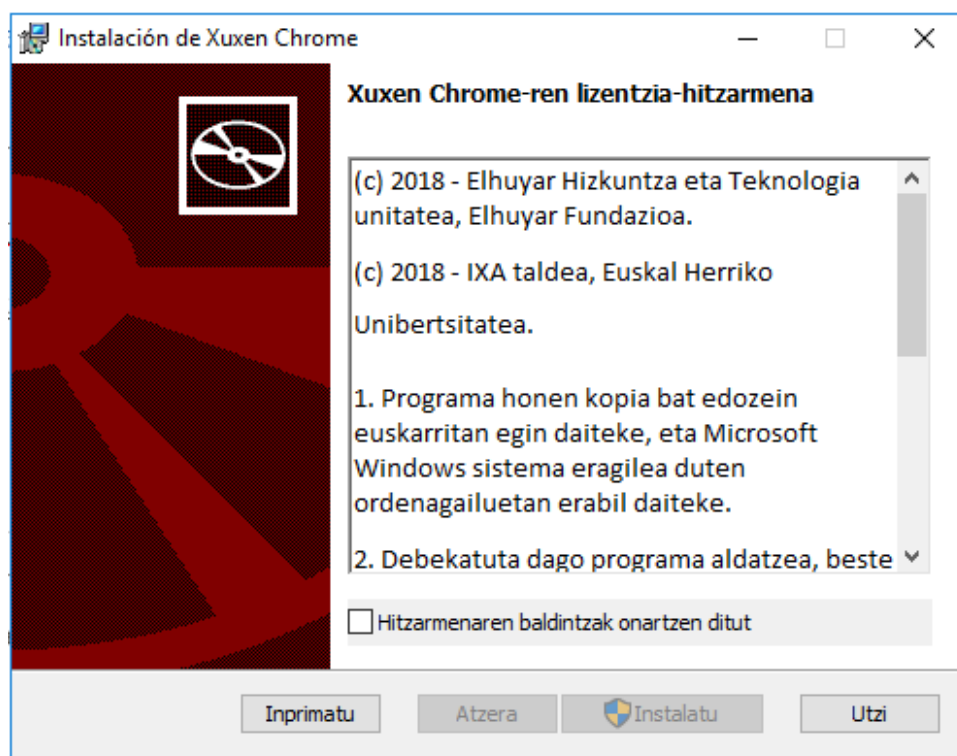 Instalación de Xuxen Chrome
Xuxen Chrome-ren lizentzia-hitzarmena
(c) 2018 - Elhuyar Hizkuntza eta Teknologia
unitatea, Elhuyar Fundazioa.
(c) 2018 - IXA taldea, Euskal Herriko
Unibertsitatea.
1. Programa honen kopia bat edozein
euskarritan egin daiteke, eta Microsoft
Windows sistema eragilea duten
ordenagailuetan erabil daiteke.
2. Debekatuta dago programa aldatzea, beste
Hitzarmenaren baldintzak onartzen ditut
Inprimatu
Atzera
Instalatu
Utzi